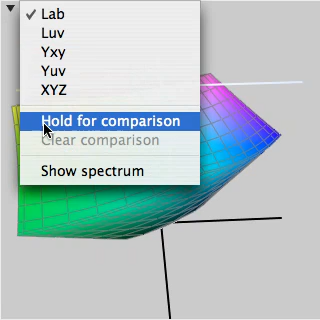 Lab
Luv
Yxy
Yuv
XYZ
Hold for comparison
Clear comparison
Show spectrum